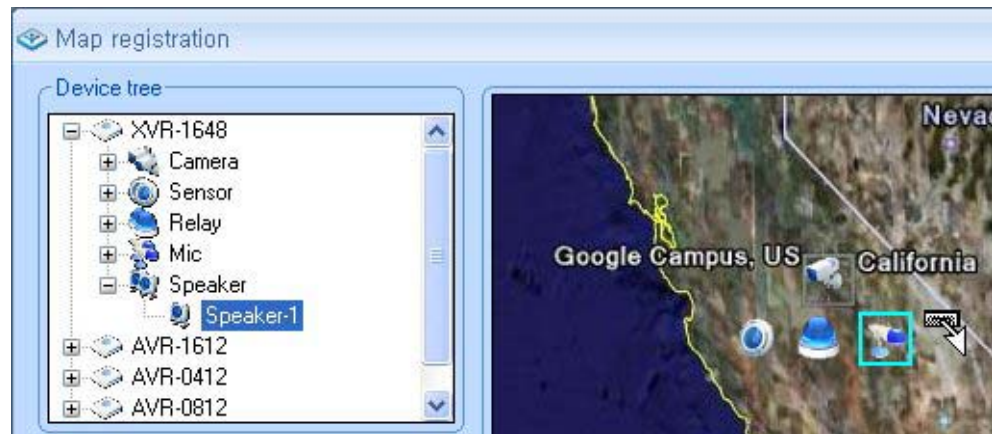 Map registration
Device tree
XVR-1648
Camera
Sensor
Relay
Mic
Speaker
Speaker-1
AVR-1612
AVR-0412
AVR-0812
Google Campus, US
California